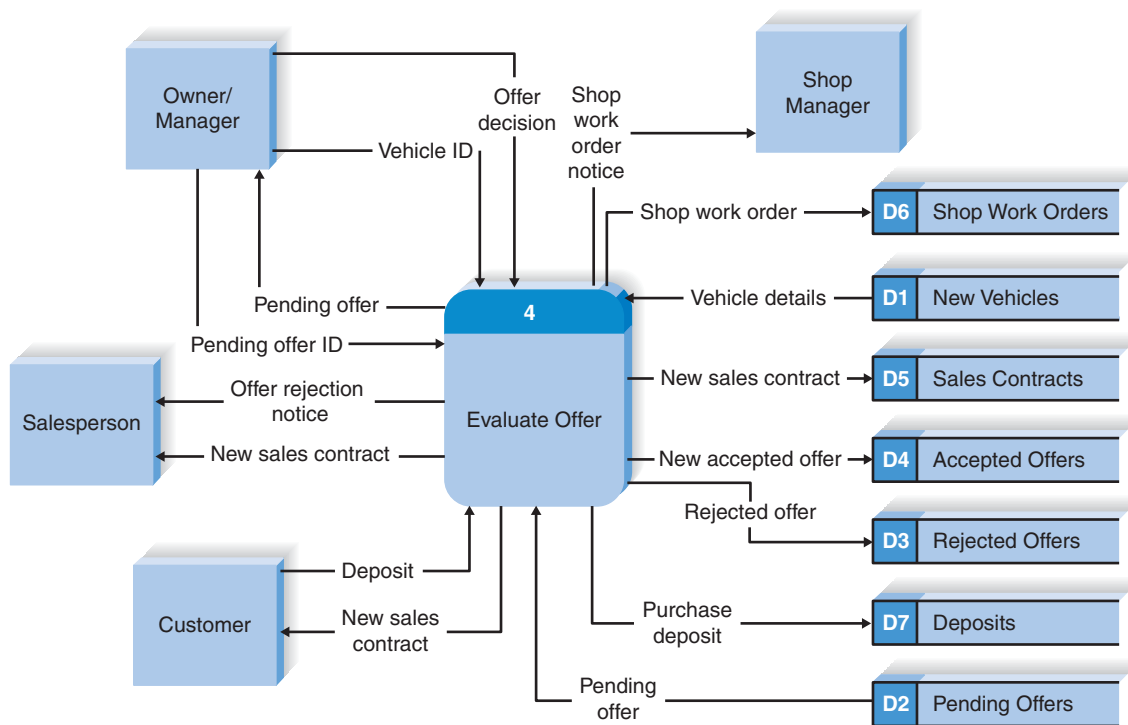 Owner/
Manager
Offer
decision
Shop
work
order
notice
Shop
Manager
Vehicle ID
Shop work order
D6 Shop Work Orders
Pending offer
4
Vehicle details
D1 New Vehicles
Pending offer ID
Salesperson
Offer rejection
notice
Evaluate Offer
New sales contract
D5 Sales Contracts
New sales contract
New accepted offer
D4 Accepted Offers
Rejected offer
D3 Rejected Offers
Customer
Deposit
New sales
contract
Purchase
deposit
D7 Deposits
Pending
offer
D2 Pending Offers